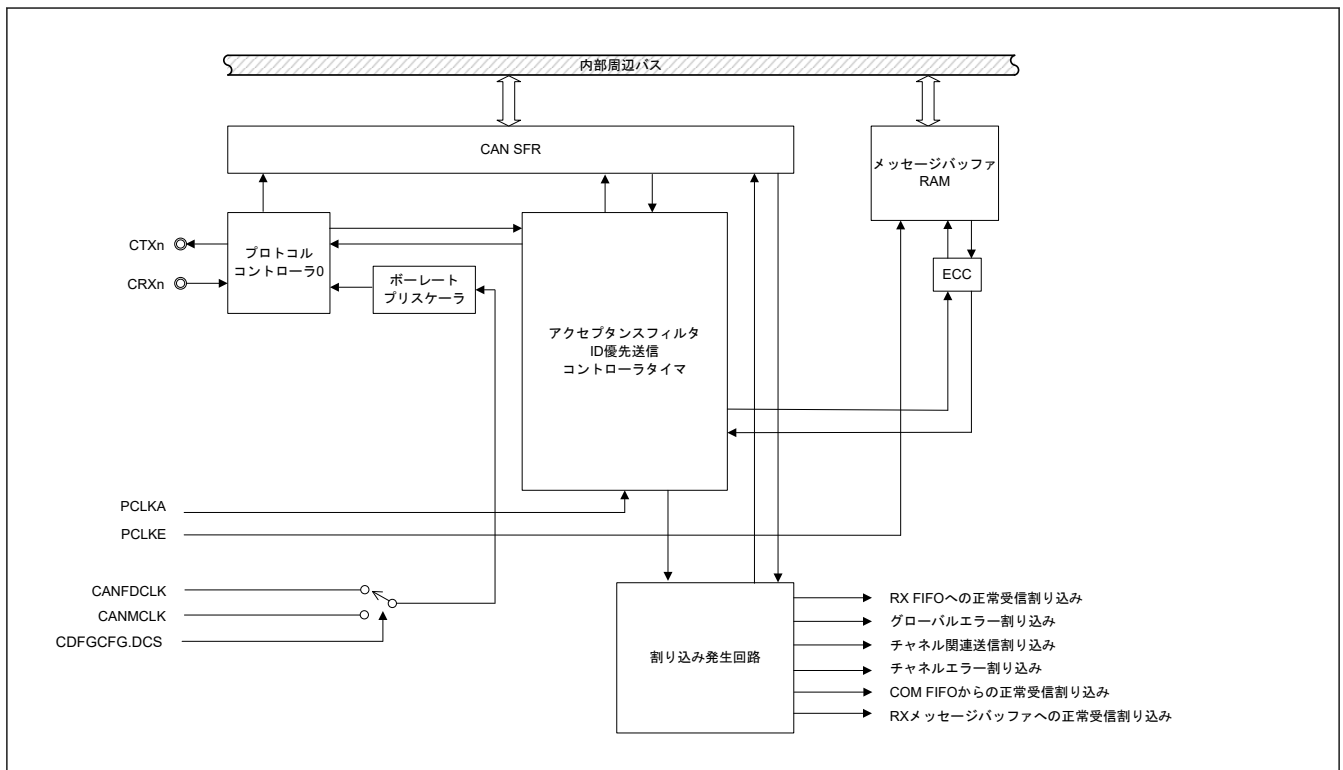 内部周辺バス
CAN SFR
メッセージバッファ
RAM
CTXn
CRXn
プロトコル
コントローラ0
ボーレート
プリスケーラ
ECC
アクセプタンスフィルタ
ID優先送信
コントローラタイマ
PCLKA
PCLKE
CANFDCLK
CANMCLK
CDFGCFG.DCS
割り込み発生回路
RX FIFOへの正常受信割り込み
グローバルエラー割り込み
チャネル関連送信割り込み
チャネルエラー割り込み
COM FIFOからの正常受信割り込み
RXメッセージバッファへの正常受信割り込み